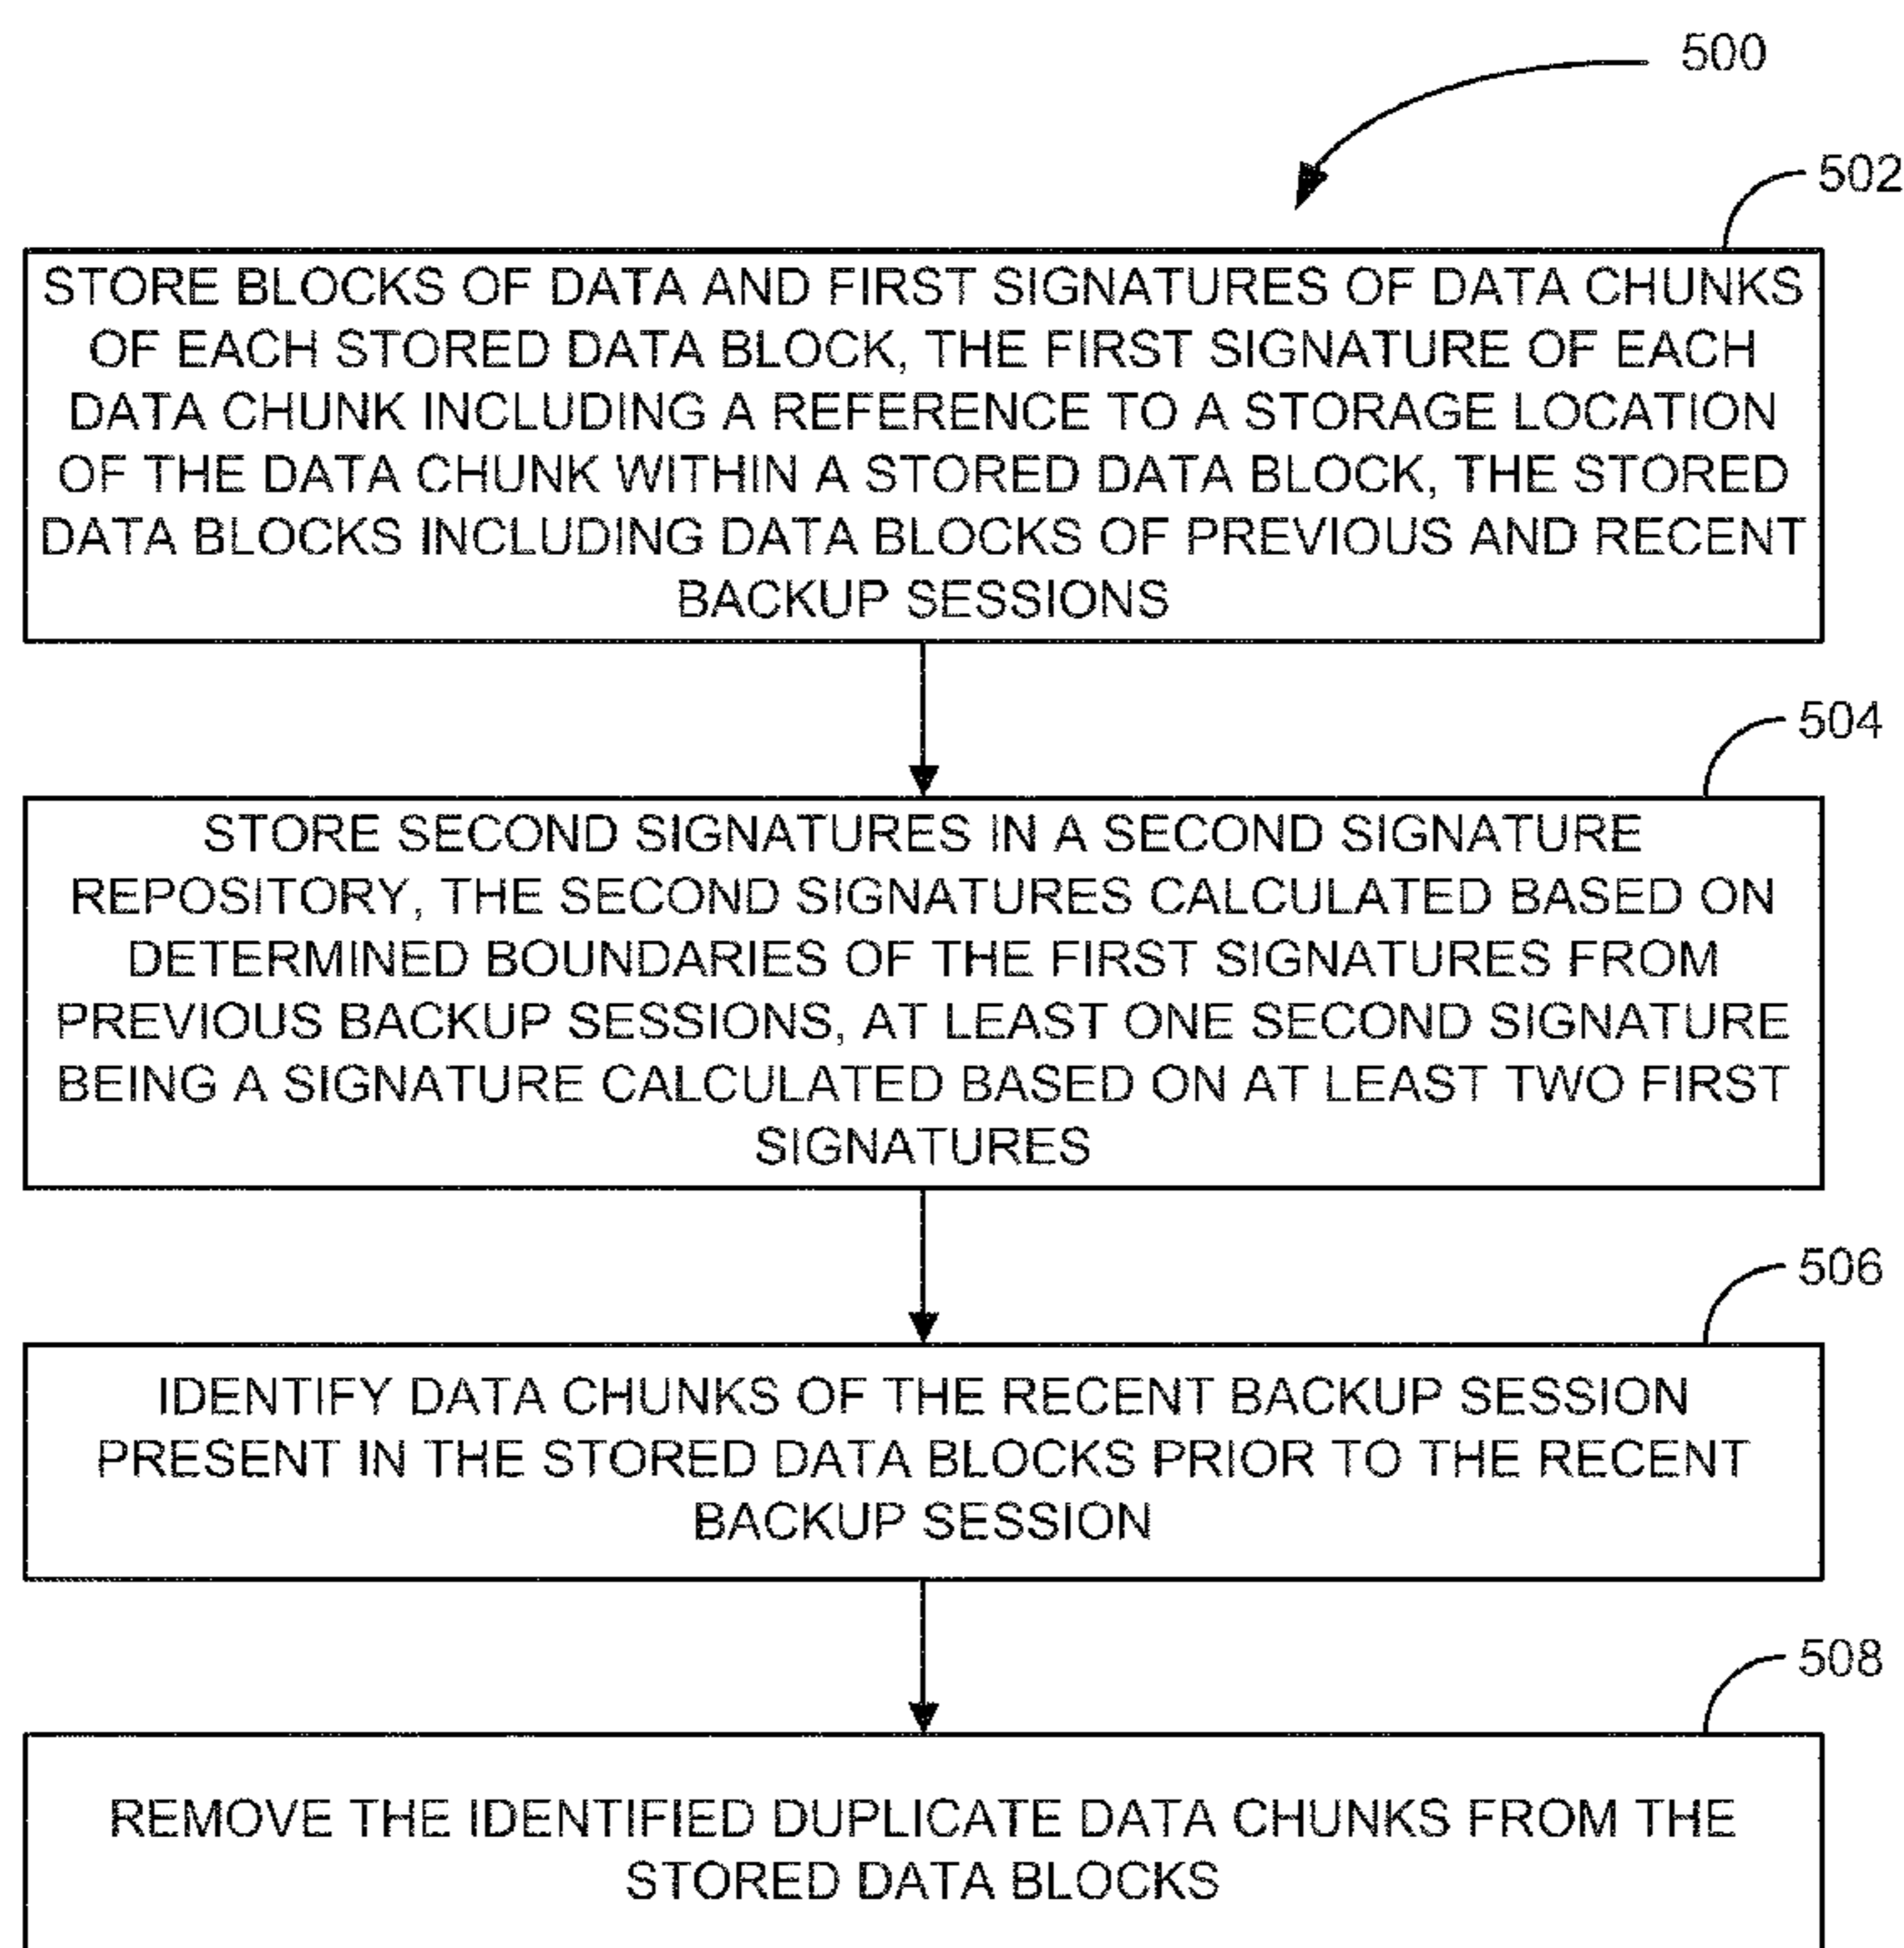 500
502
STORE BLOCKS OF DATA AND FIRST SIGNATURES OF DATA CHUNKS
OF EACH STORED DATA BLOCK, THE FIRST SIGNATURE OF EACH
DATA CHUNK INCLUDING A REFERENCE TO A STORAGE LOCATION
OF THE DATA CHUNK WITHIN A STORED DATA BLOCK, THE STORED
DATA BLOCKS INCLUDING DATA BLOCKS OF PREVIOUS AND RECENT
BACKUP SESSIONS
504
STORE SECOND SIGNATURES IN A SECOND SIGNATURE
REPOSITORY, THE SECOND SIGNATURES CALCULATED BASED ON
DETERMINED BOUNDARIES OF THE FIRST SIGNATURES FROM
PREVIOUS BACKUP SESSIONS, AT LEAST ONE SECOND SIGNATURE
BEING A SIGNATURE CALCULATED BASED ON AT LEAST TWO FIRST
SIGNATURES
506
IDENTIFY DATA CHUNKS OF THE RECENT BACKUP SESSION
PRESENT IN THE STORED DATA BLOCKS PRIOR TO THE RECENT
BACKUP SESSION
508
REMOVE THE IDENTIFIED DUPLICATE DATA CHUNKS FROM THE
STORED DATA BLOCKS